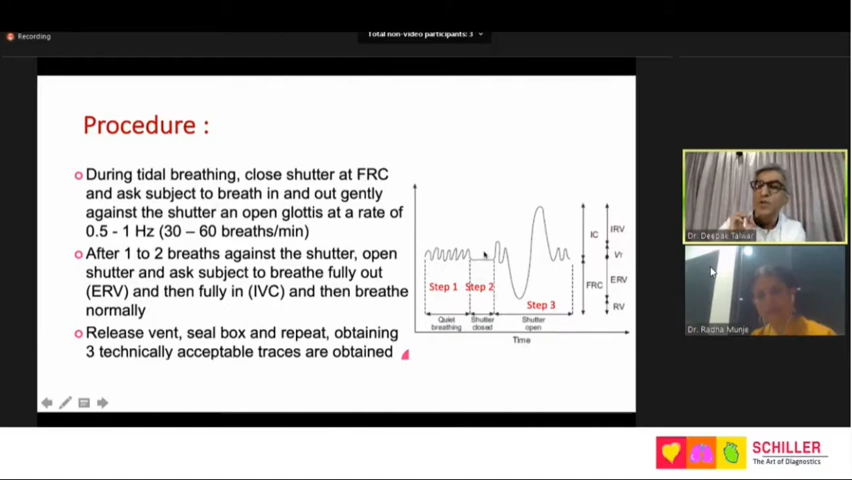 Recording
Total non-video participants: 3
Procedure :
During tidal breathing, close shutter at FRC
and ask subject to breath in and out gently
against the shutter an open glottis at a rate of
0.5 - 1 Hz (30 – 60 breaths/min)
After 1 to 2 breaths against the shutter, open
shutter and ask subject to breathe fully out
(ERV) and then fully in (IVC) and then breathe
normally
Release vent, seal box and repeat, obtaining
3 technically acceptable traces are obtained
Step 1
Step 2
Step 3
Quiet
breathing
Shutter
closed
Shutter
open
Time
IC
FRC
IRV
VT
ERV
RV
Dr. Deepak Talwar
Dr. Radha Munje
SCHILLER
The Art of Diagnostics